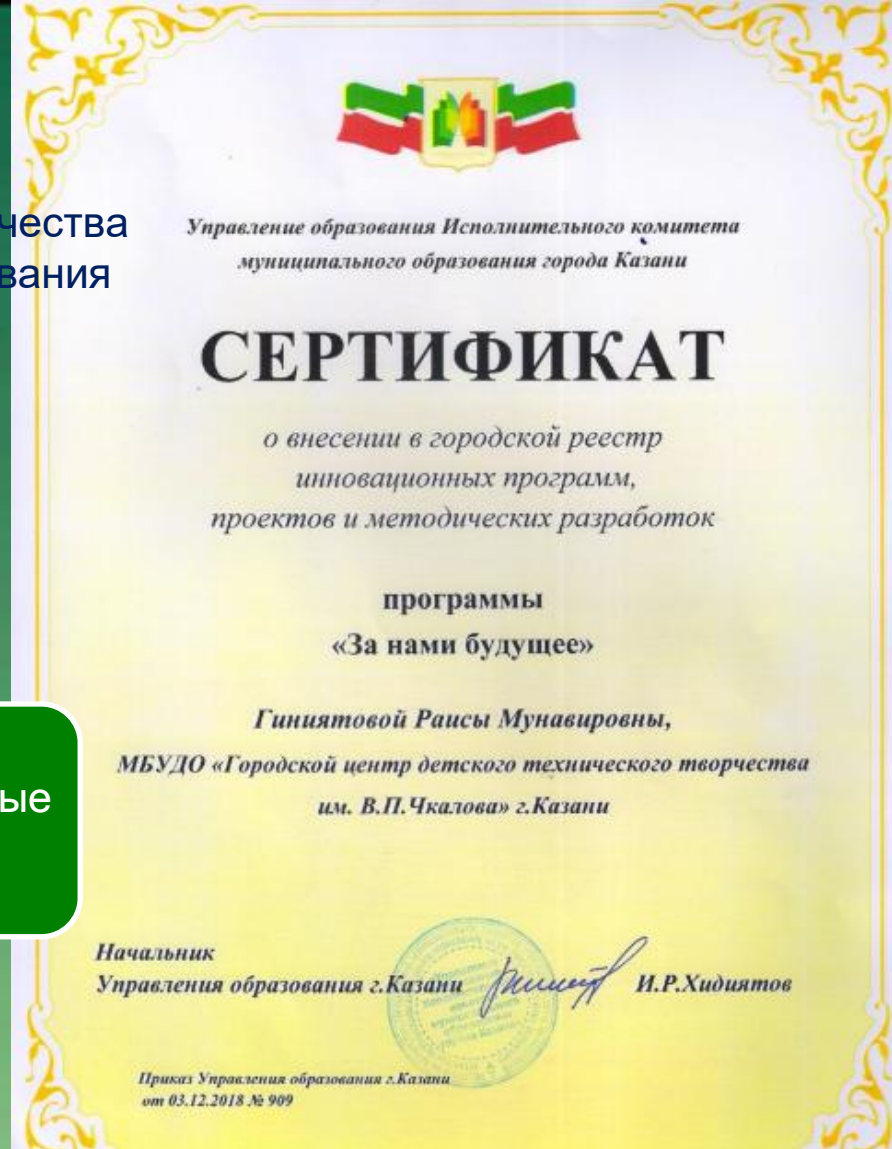 чества
вания
Управление образования Исполнительного комитета
муниципального образования города Казани
СЕРТИФИКАТ
о внесении в городской реестр
инновационных программ,
проектов и методических разработок
программы
«За нами будущее»
Гиниятовой Раисы Мунавировны,
МБУДО «Городской центр детского технического творчества
им. В.П.Чкалова» г.Казани
ые
Начальник
Управления образования г.Казани И.Р.Хидиятов
Приказ Управления образования г.Казани
от 03.12.2018 № 909